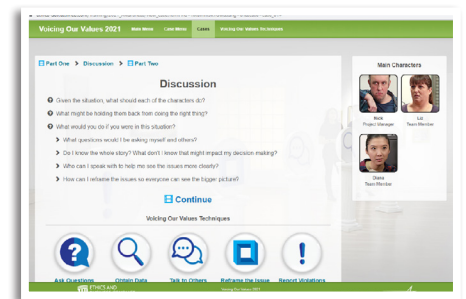 Voicing Our Values 2021 Main Menu Case Menu Cases Voicing Our Values Techniques
Part One > Discussion > Part Two
Discussion
Given the situation, what should each of the characters do?
What might be holding them back from doing the right thing?
What would you do if you were in this situation?
What questions would I be asking myself and others?
Do I know the whole story? What don't I know that might impact my decision making?
Who can I speak with to help me see the issues more clearly?
How can I reframe the issues so everyone can see the bigger picture?
Continue
Voicing Our Values Techniques
Ask Questions Obtain Data Talk to Others Reframe the Issue Report Violations
Main Characters
Rick Liz
Project Manager Team Member
Diana
Team Member
ETHICS AND
Voicing Our Values 2021